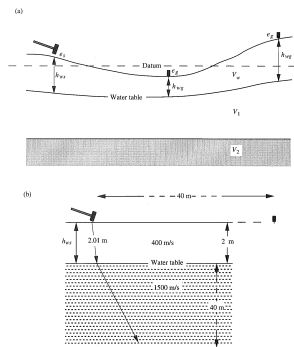 (a)
e_s
e_g
Datum
e_g
h_ws
h_wg
V_w
h_wg
Water table
V_1
V_2
(b)
40 m
h_ws
2.01 m
400 m/s
2 m
Water table
1500 m/s
40 m